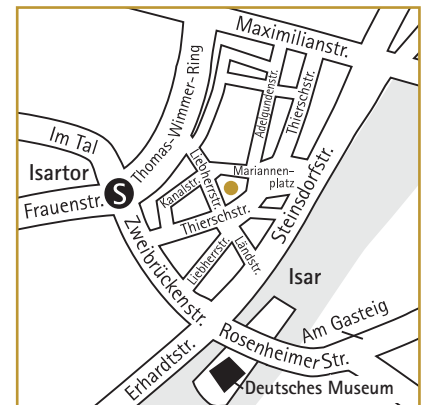 Maximilianstr.
Thomas-Wimmer-Ring
Adelgundenstr.
Thierschstr.
Im Tal
Isartor
S
Liebherrstr.
Kanalstr.
Mariannen-
platz
Frauenstr.
Thierschstr.
Steinsdorfstr.
Zweibrückenstr.
Liebherrstr.
Ländstr.
Isar
Am Gasteig
Rosenheimer Str.
Erhardtstr.
Deutsches Museum